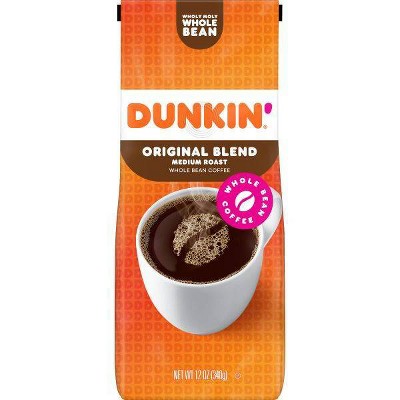 WHOLY MOLY
WHOLE
BEAN
DUNKIN'
ORIGINAL BLEND
MEDIUM ROAST
WHOLE BEAN COFFEE
WHOLE BEAN
COFFEE
NET WT 12 OZ (340g)